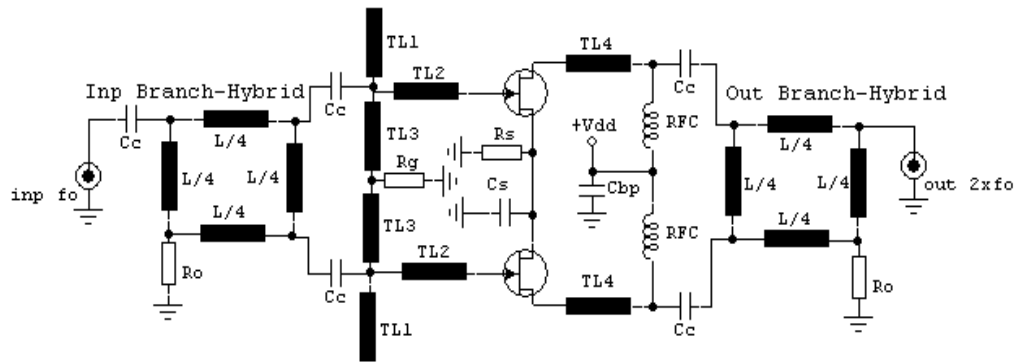 TL1
TL4
Cc
TL2
Cc
Inp Branch-Hybrid
Out Branch-Hybrid
Cc
L/4
TL3
Rs
+Vdd
RFC
L/4
inp fo
L/4
L/4
Rg
Cs
Cbp
L/4
L/4
out 2xfo
L/4
TL3
RFC
L/4
Ro
TL2
TL4
Ro
Cc
Cc
TL1